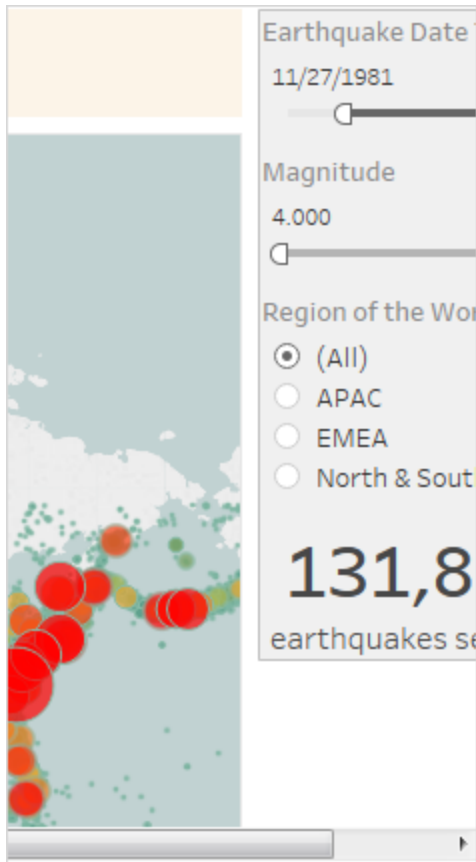 Earthquake Date
11/27/1981
Magnitude
4.000
Region of the Wor
(All)
APAC
EMEA
North & Sout
131,8
earthquakes se